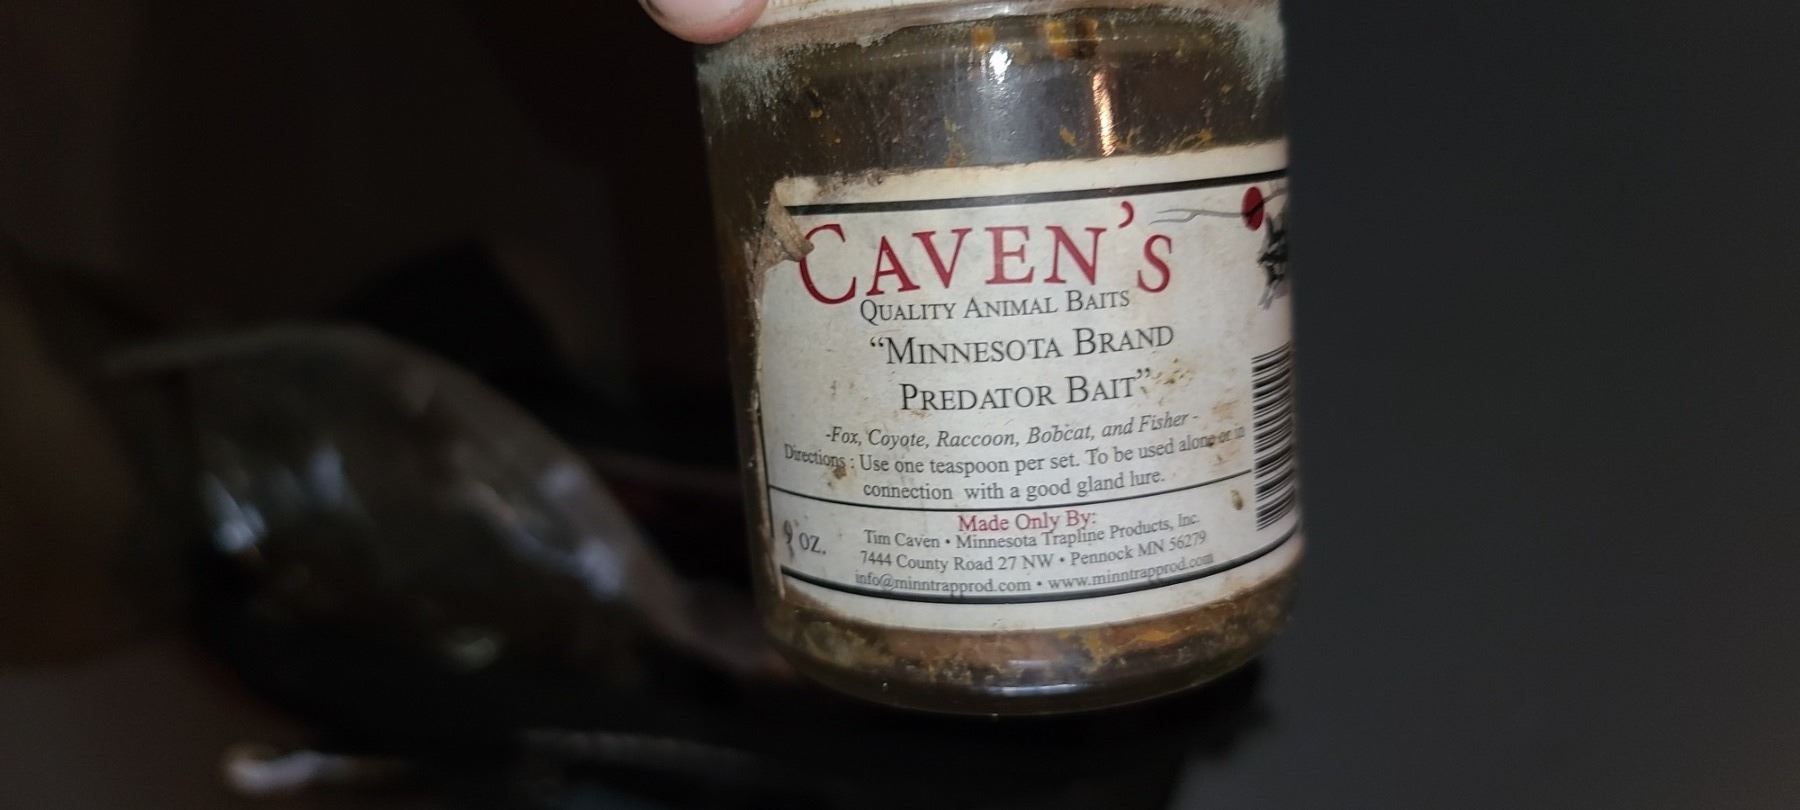 CAVEN'S
QUALITY ANIMAL BAITS
"MINNESOTA BRAND
PREDATOR BAIT"
-Fox, Coyote, Raccoon, Bobcat, and Fisher-
Directions : Use one teaspoon per set. To be used alone or in
connection with a good gland lure.
Made Only By:
9 oz.
Tim Caven • Minnesota Trapline Products, Inc.
7444 County Road 27 NW • Pennock MN 56279
info@minntrapprod.com • www.minntrapprod.com